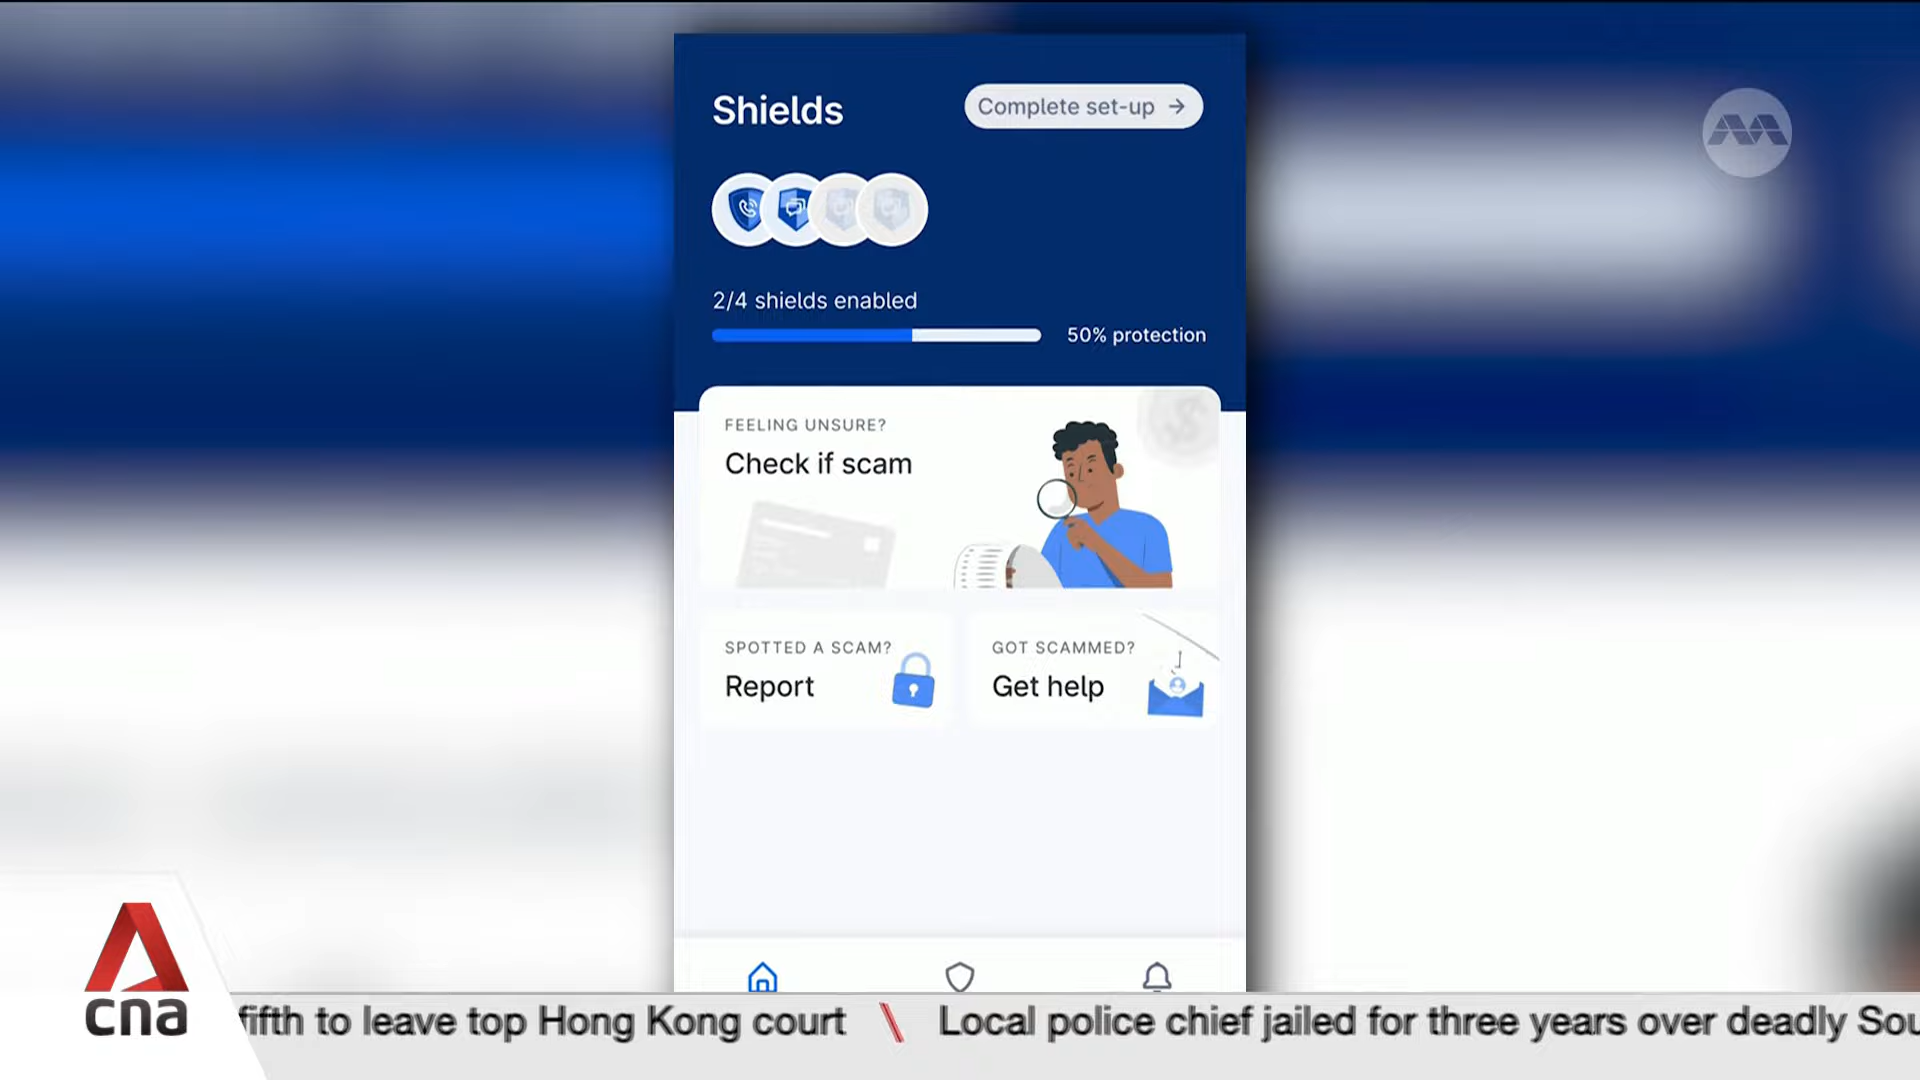 Shields
Complete set-up →
2/4 shields enabled
50% protection
FEELING UNSURE?
Check if scam
SPOTTED A SCAM?
Report
GOT SCAMMED?
Get help
cna
fifth to leave top Hong Kong court \ Local police chief jailed for three years over deadly Sou